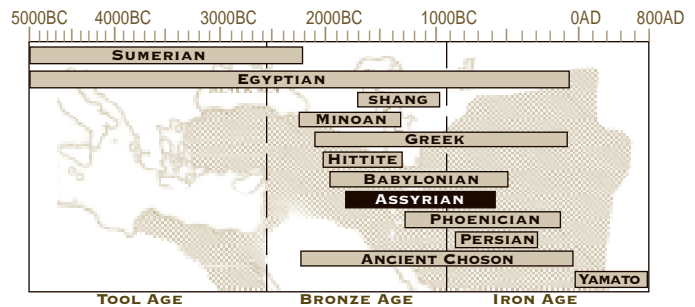 5000BC 4000BC 3000BC 2000BC 1000BC 0AD 800AD
SUMERIAN
EGYPTIAN
SHANG
MINOAN
GREEK
HITTITE
BABYLONIAN
ASSYRIAN
PHOENICIAN
PERSIAN
ANCIENT CHOSON
YAMATO
TOOL AGE BRONZE AGE IRON AGE